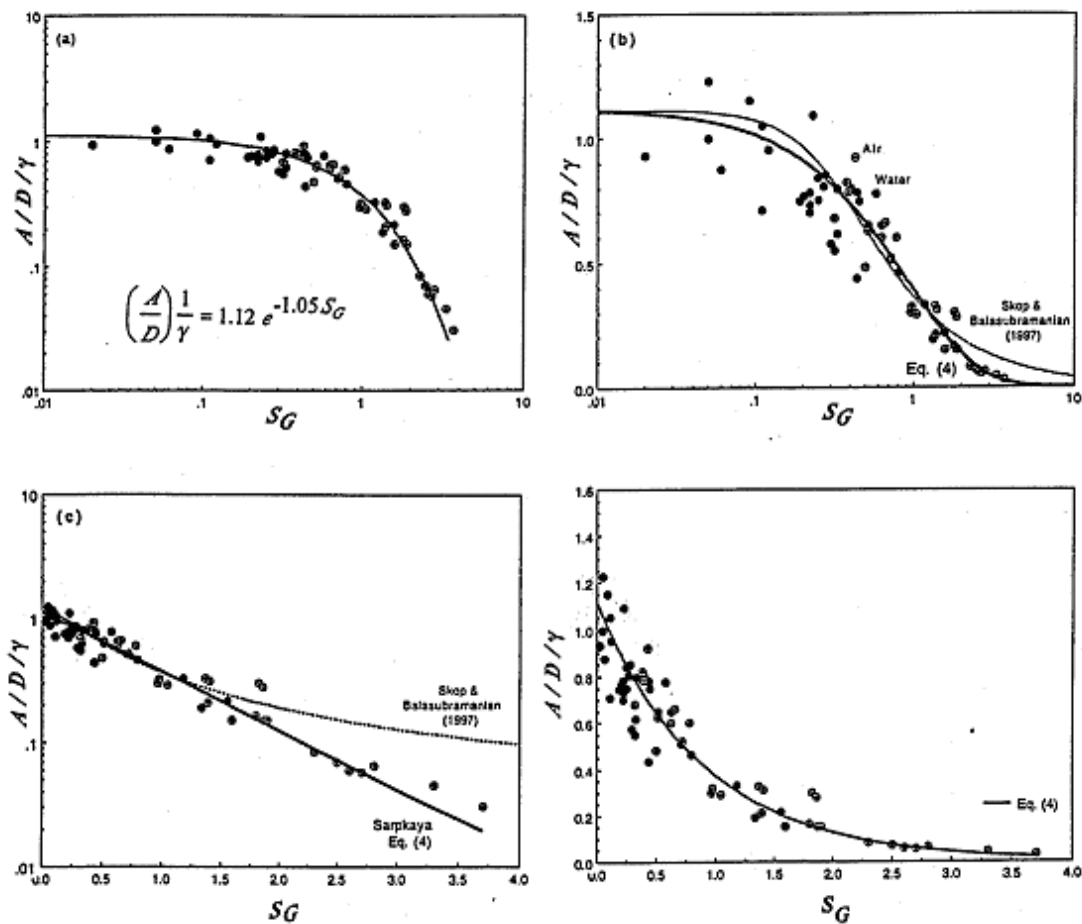 (a)
10
1
.1
.01
A/D/γ
(A/D) 1/γ = 1.12 e^-1.05 S_G
.01 .1 1 10
S_G
(b)
2.0
1.5
1.0
0.5
0.0
A/D/γ
Air
Water
Skop &
Balasubramanian
(1997)
Eq. (4)
.01 .1 1 10
S_G
(c)
10
1
.1
.01
A/D/γ
Skop &
Balasubramanian
(1997)
Sarpkaya
Eq. (4)
0.0 0.5 1.0 1.5 2.0 2.5 3.0 3.5 4.0
S_G
1.6
1.4
1.2
1.0
0.8
0.6
0.4
0.2
0.0
A/D/γ
Eq. (4)
0.0 0.5 1.0 1.5 2.0 2.5 3.0 3.5 4.0
S_G